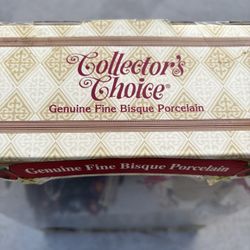 Collector's
Choice®
Genuine Fine Bisque Porcelain
Genuine Fine Bisque Porcelain